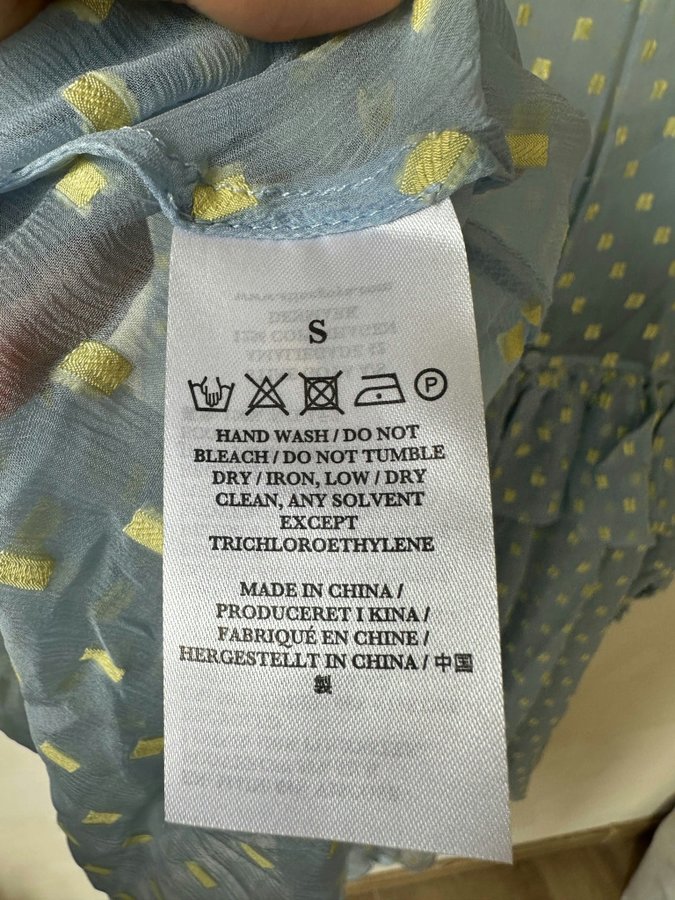 S
P
HAND WASH / DO NOT
BLEACH / DO NOT TUMBLE
DRY / IRON, LOW / DRY
CLEAN, ANY SOLVENT
EXCEPT
TRICHLOROETHYLENE
MADE IN CHINA /
PRODUCERET I KINA /
FABRIQUÉ EN CHINE /
HERGESTELLT IN CHINA / 中国
製